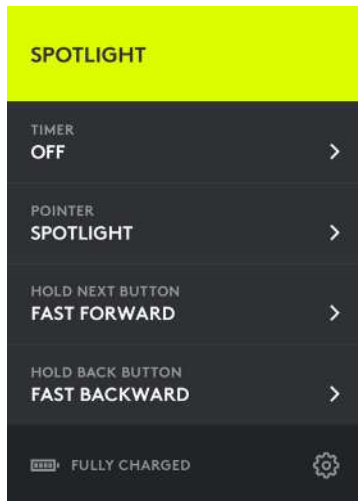 SPOTLIGHT
TIMER
OFF
POINTER
SPOTLIGHT
HOLD NEXT BUTTON
FAST FORWARD
HOLD BACK BUTTON
FAST BACKWARD
FULLY CHARGED